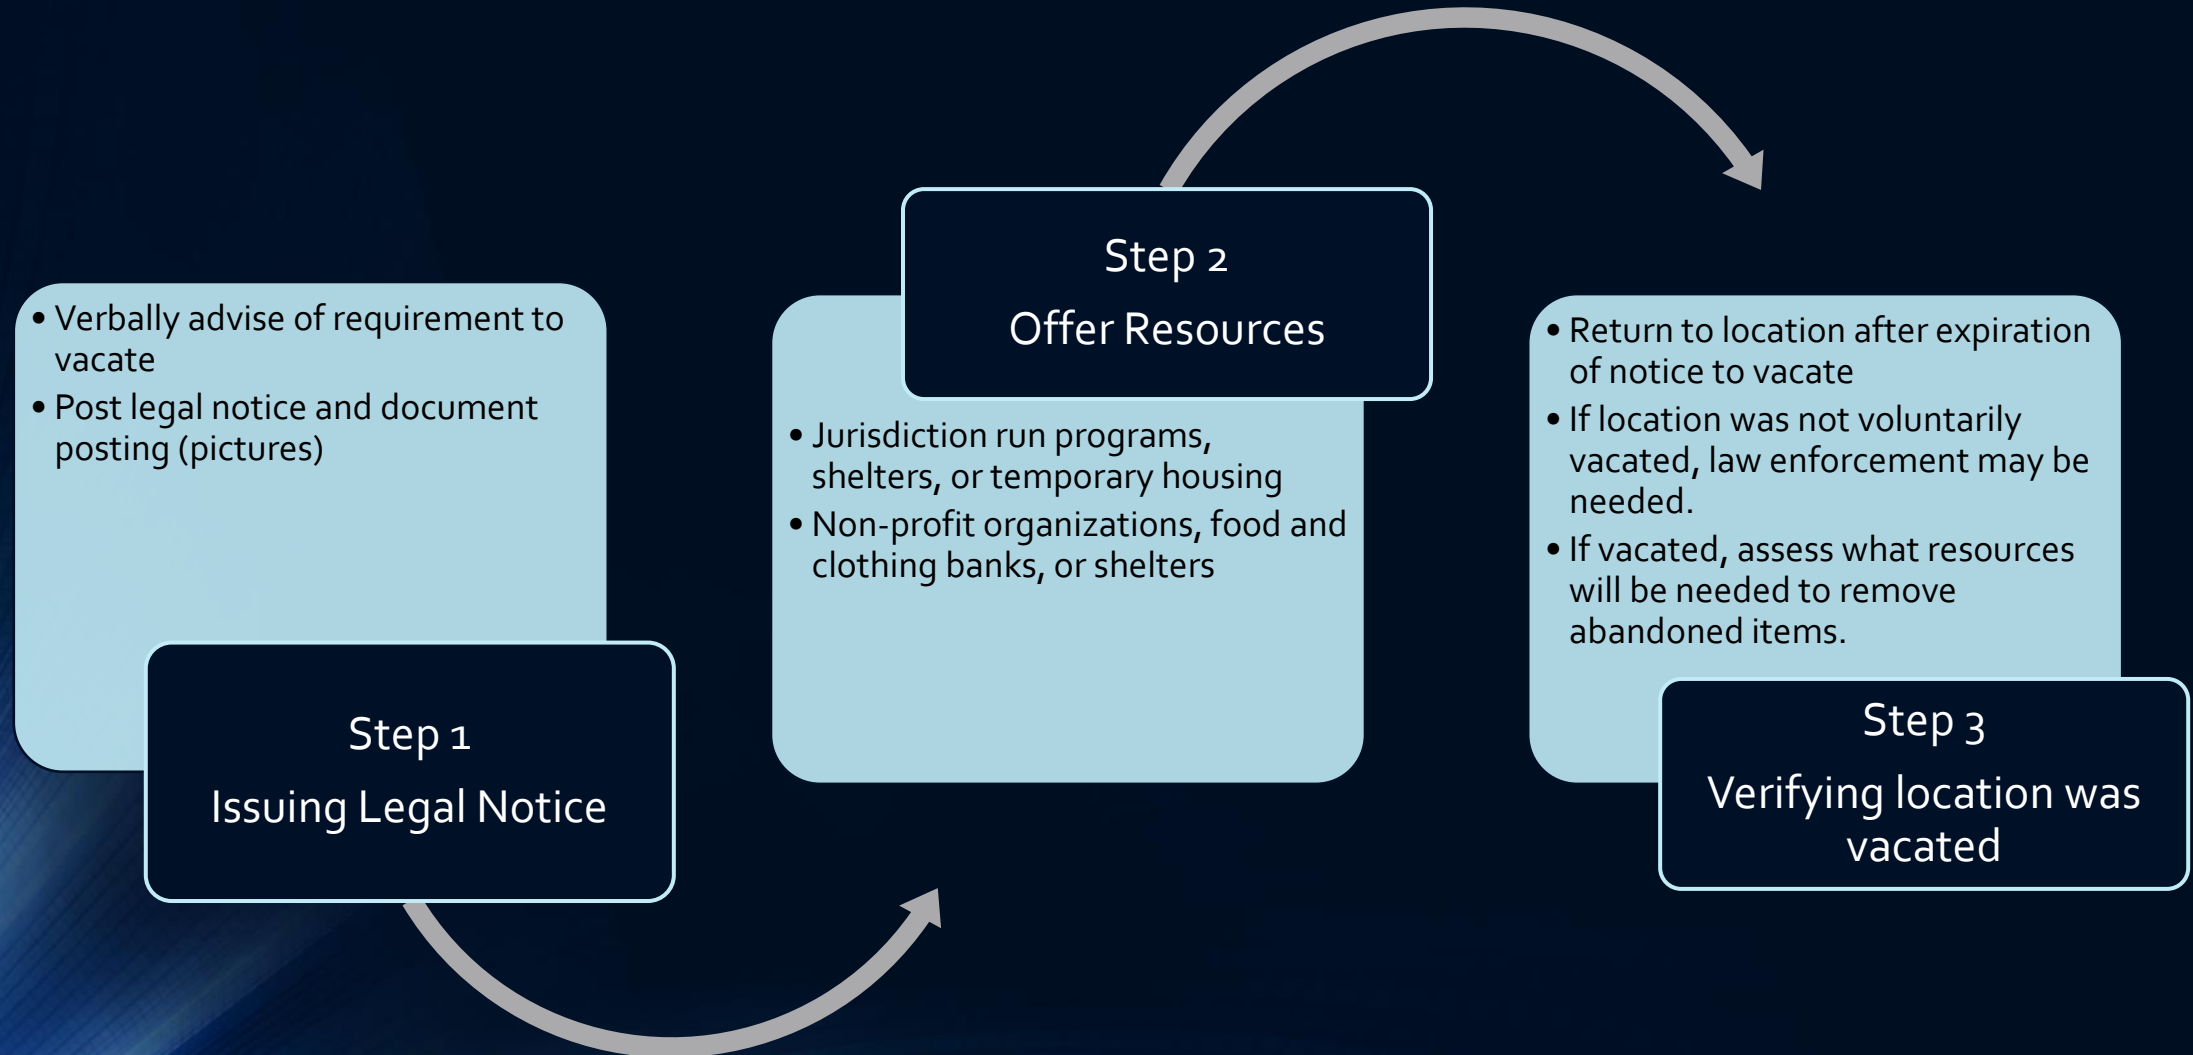 • Verbally advise of requirement to
vacate
• Post legal notice and document
posting (pictures)
Step 1
Issuing Legal Notice
Step 2
Offer Resources
• Jurisdiction run programs,
shelters, or temporary housing
• Non-profit organizations, food and
clothing banks, or shelters
• Return to location after expiration
of notice to vacate
• If location was not voluntarily
vacated, law enforcement may be
needed.
• If vacated, assess what resources
will be needed to remove
abandoned items.
Step 3
Verifying location was
vacated